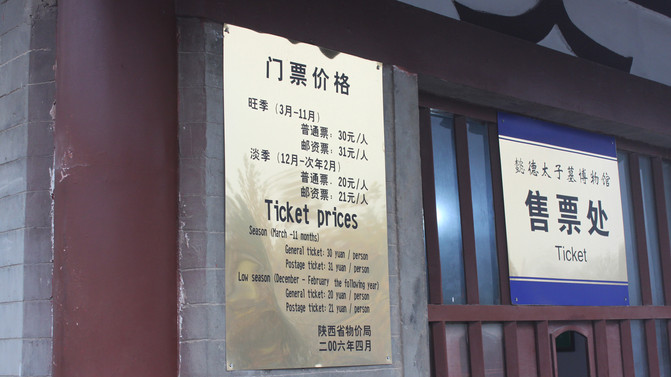 门票价格
旺季（3月-11月）
普通票：30元/人
邮资票：31元/人
淡季（12月-次年2月）
普通票．20元/人
邮资票：21元/人
Ticket prices
Season (March -11 months)
General ticket: 30 yuan / person
Postage ticket: 31 yuan / person
Low season (December - February the following year)
General ticket: 20 yuan / person
Postage ticket: 21 yuan / person
陕西省物价局
二00六年四月
懿德太子墓博物馆
售票处
Ticket